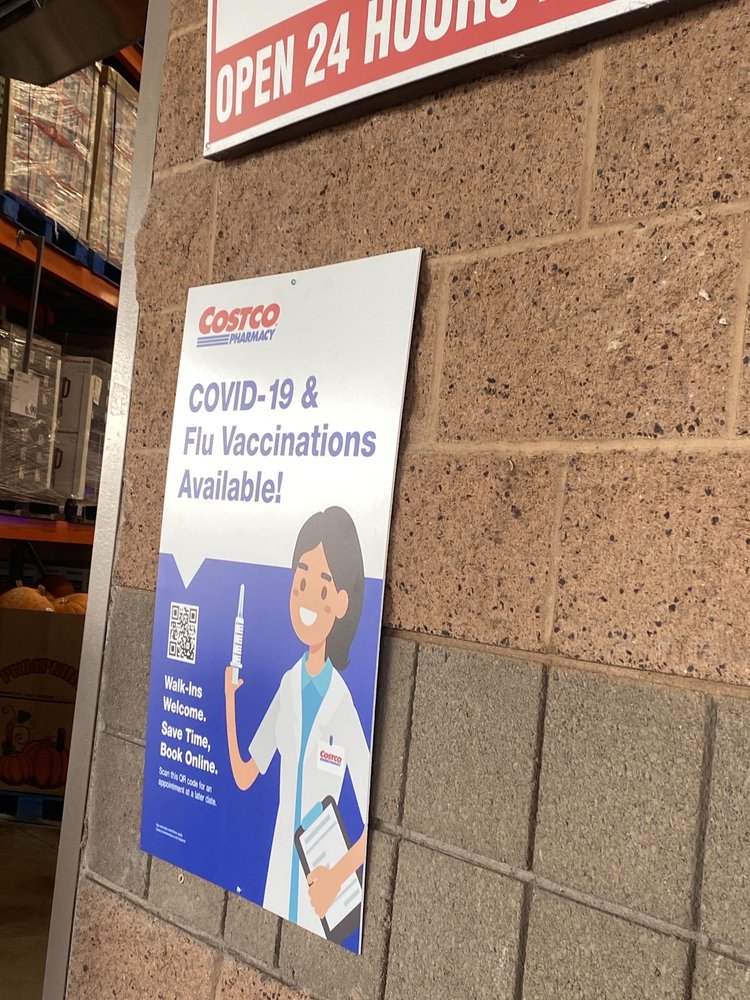 OPEN 24 HOURS
COSTCO
PHARMACY
COVID-19 &
Flu Vaccinations
Available!
Walk-Ins
Welcome.
Save Time,
Book Online.
Scan this QR code for an
appointment at a later date.
COSTCO